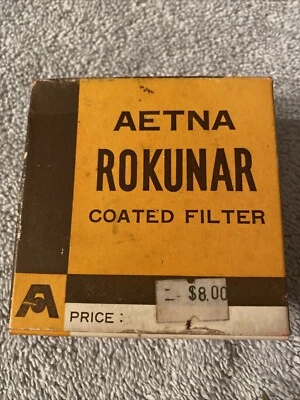 AETNA
ROKUNAR
COATED FILTER
A
PRICE :
$8.00